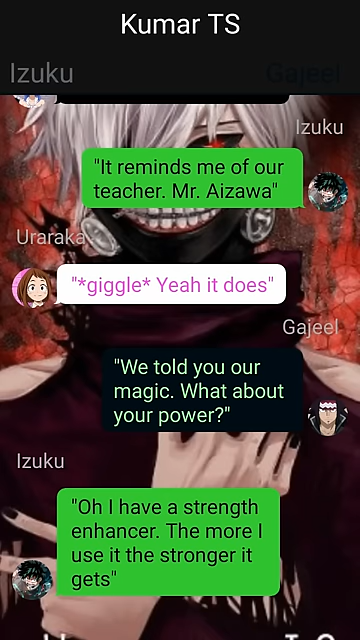 Kumar TS
Izuku
Gajeel
Izuku
"It reminds me of our
teacher. Mr. Aizawa"
Uraraka
"*giggle* Yeah it does"
Gajeel
"We told you our
magic. What about
your power?"
Izuku
"Oh I have a strength
enhancer. The more I
use it the stronger it
gets"